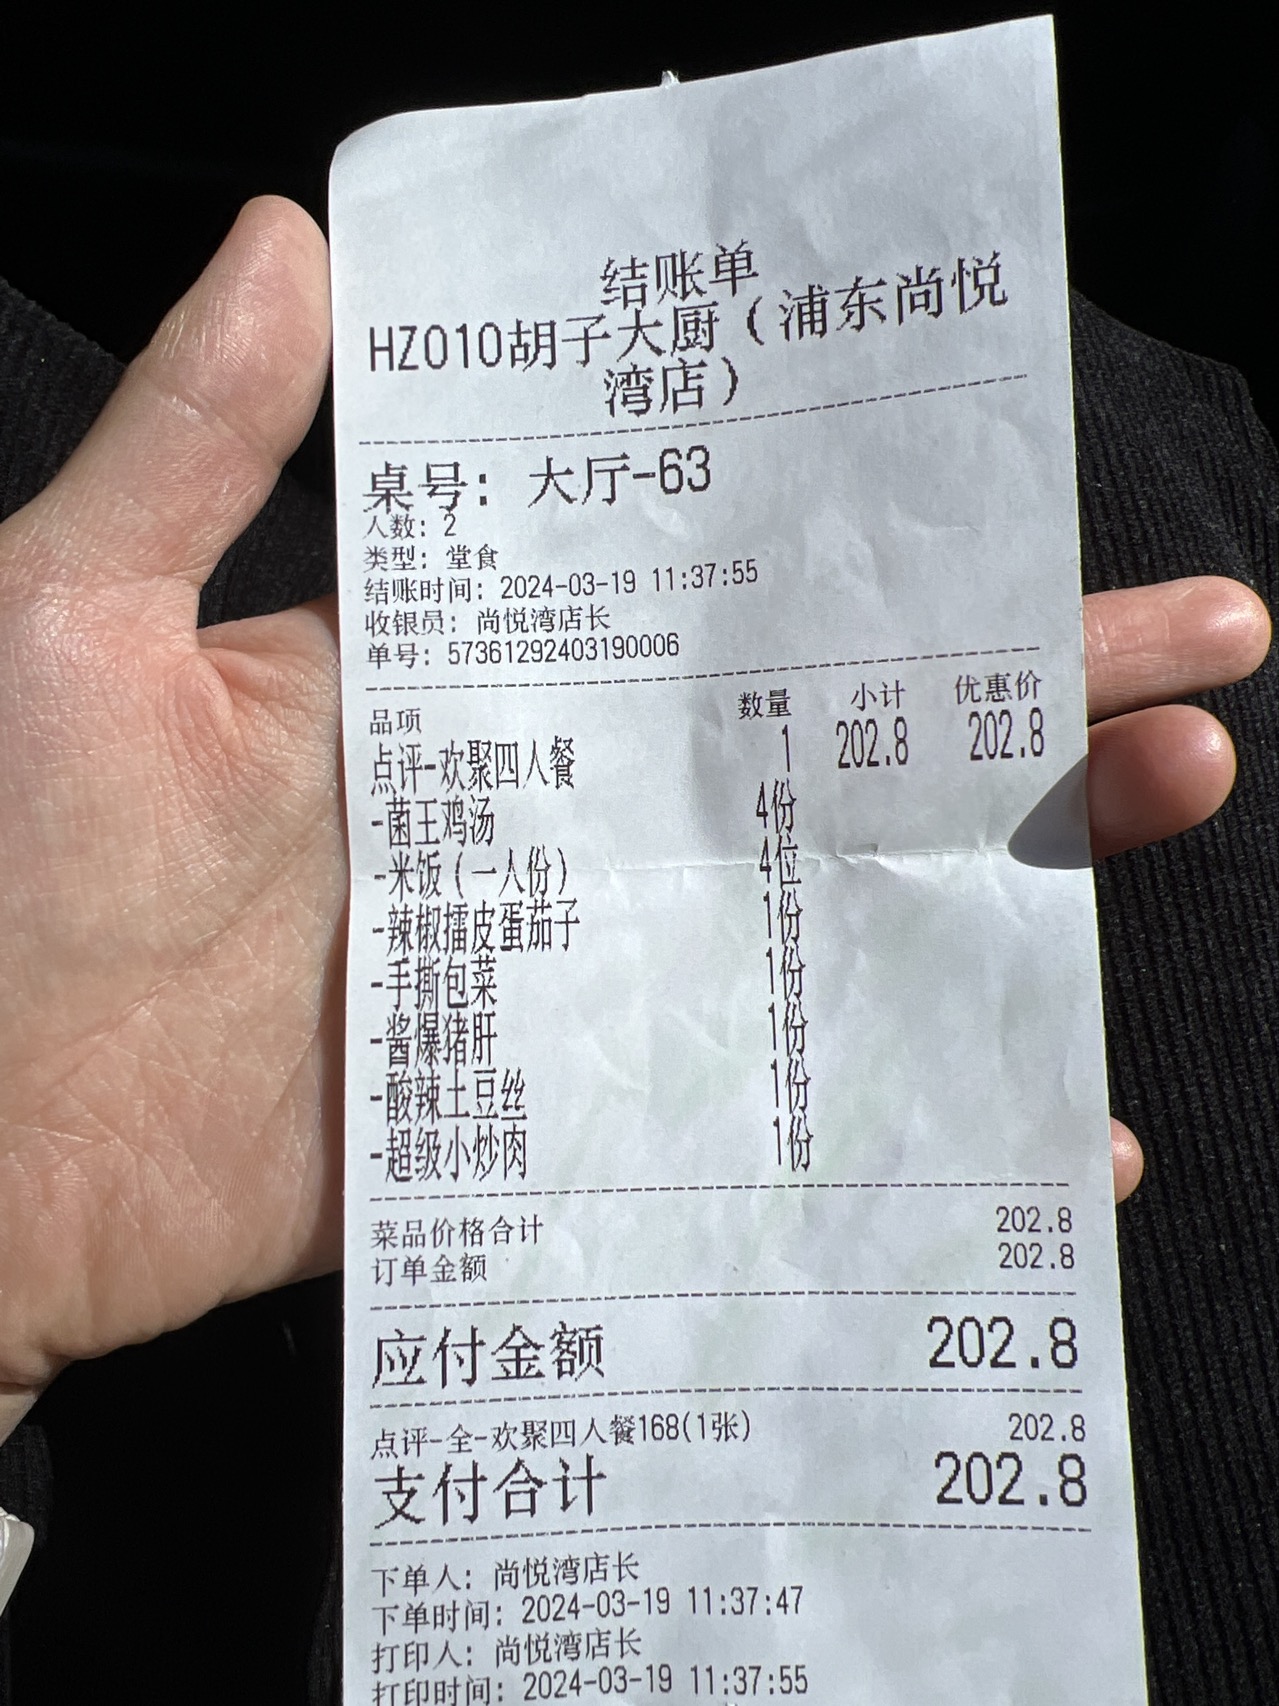 结账单
HZ010胡子大厨（浦东尚悦
湾店）
桌号：大厅-63
人数：2
类型：堂食
结账时间：2024-03-19 11:37:55
收银员：尚悦湾店长
单号：573612924031900​06
品项 数量 小计 优惠价
点评-欢聚四人餐 1 202.8 202.8
-菌王鸡汤 4份
-米饭（一人份） 4位
-辣椒擂皮蛋茄子 1份
-手撕包菜 1份
-酱爆猪肝 1份
-酸辣土豆丝 1份
-超级小炒肉 1份
菜品价格合计 202.8
订单金额 202.8
应付金额 202.8
点评-全-欢聚四人餐168(1张) 202.8
支付合计 202.8
下单人：尚悦湾店长
下单时间：2024-03-19 11:37:47
打印人：尚悦湾店长
打印时间：2024-03-19 11:37:55